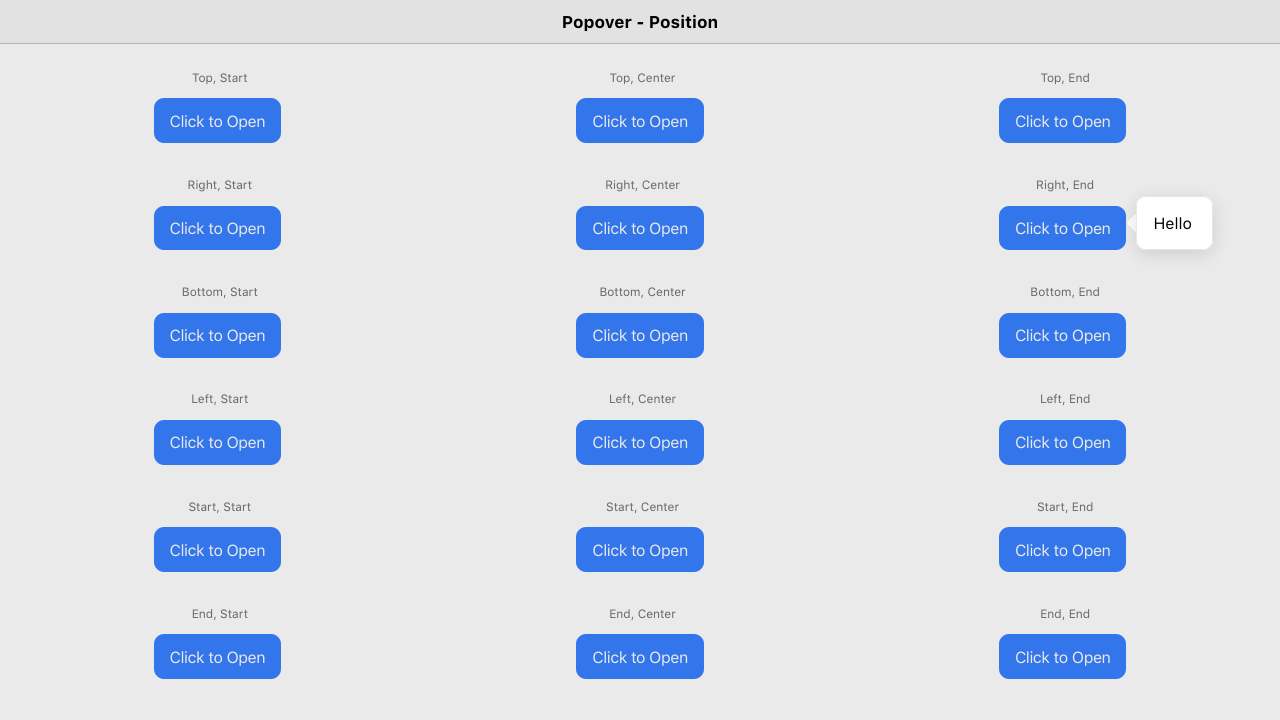 Popover - Position
Top, Start
Top, Center
Top, End
Click to Open
Click to Open
Click to Open
Right, Start
Right, Center
Right, End
Click to Open
Click to Open
Click to Open
Hello
Bottom, Start
Bottom, Center
Bottom, End
Click to Open
Click to Open
Click to Open
Left, Start
Left, Center
Left, End
Click to Open
Click to Open
Click to Open
Start, Start
Start, Center
Start, End
Click to Open
Click to Open
Click to Open
End, Start
End, Center
End, End
Click to Open
Click to Open
Click to Open